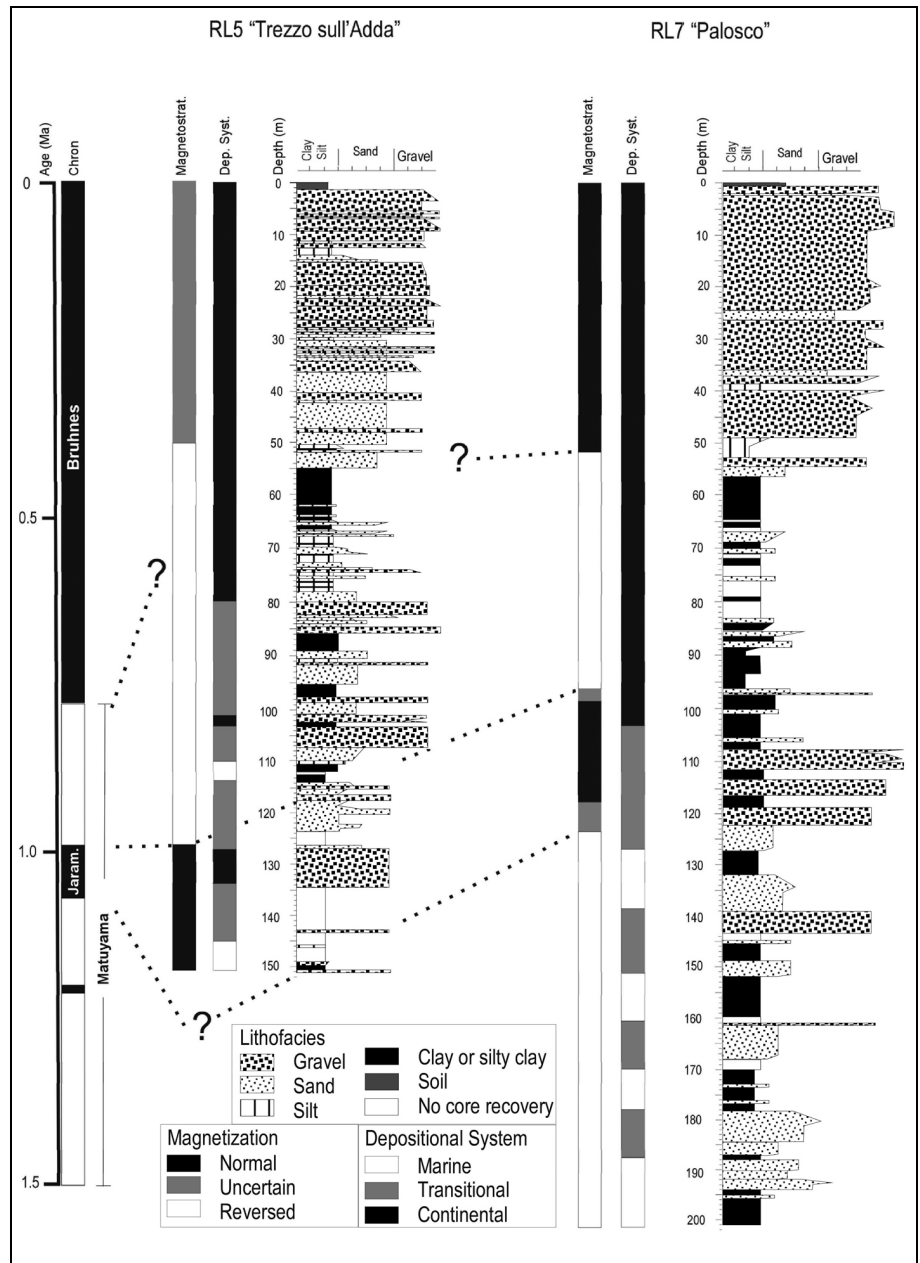 RL5 "Trezzo sull'Adda"
RL7 "Palosco"
Age (Ma)
Chron
Magnetostrat.
Dep. Syst.
Depth (m)
Clay
Silt
Sand
Gravel
Magnetostrat.
Dep. Syst.
Depth (m)
Clay
Silt
Sand
Gravel
0
0.5
1.0
1.5
Bruhnes
Jaram.
Matuyama
?
?
?
0
10
20
30
40
50
60
70
80
90
100
110
120
130
140
150
0
10
20
30
40
50
60
70
80
90
100
110
120
130
140
150
160
170
180
190
200
Lithofacies
Gravel
Sand
Silt
Clay or silty clay
Soil
No core recovery
Magnetization
Normal
Uncertain
Reversed
Depositional System
Marine
Transitional
Continental